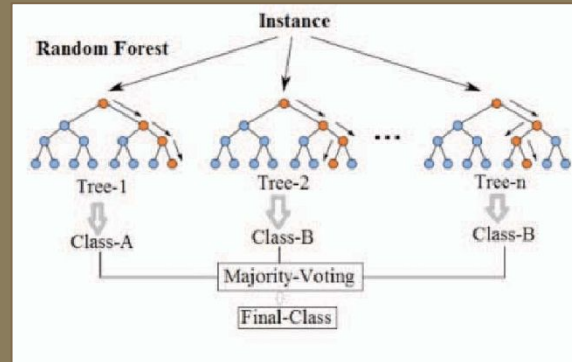 Instance
Random Forest
...
Tree-1
Tree-2
Tree-n
Class-A
Class-B
Class-B
Majority-Voting
Final-Class